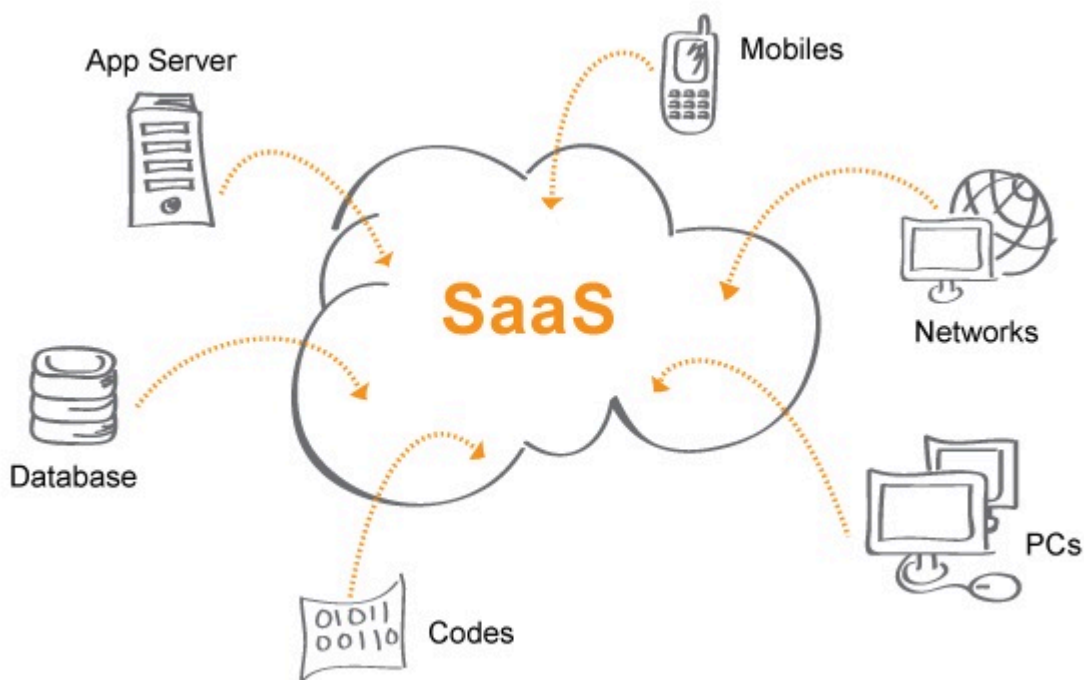 App Server
Mobiles
SaaS
Networks
Database
PCs
01011
00110
Codes